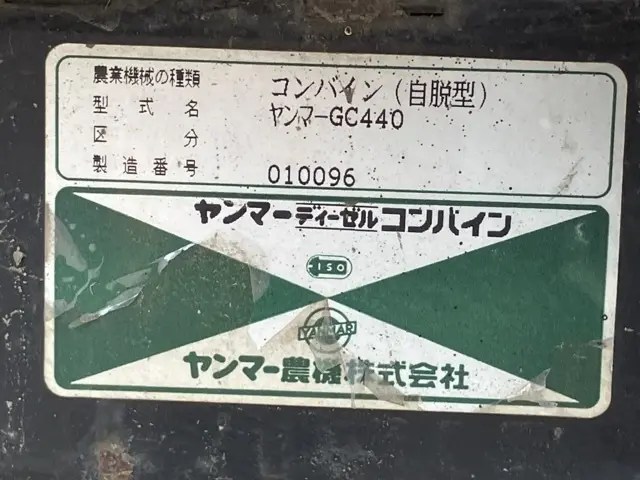 農業機械の種類 コンバイン(自脱型)
型式名 ヤンマーGC440
区分
製造番号 010096
ヤンマーディーゼルコンバイン
ISO
YANMAR
ヤンマー農機株式会社